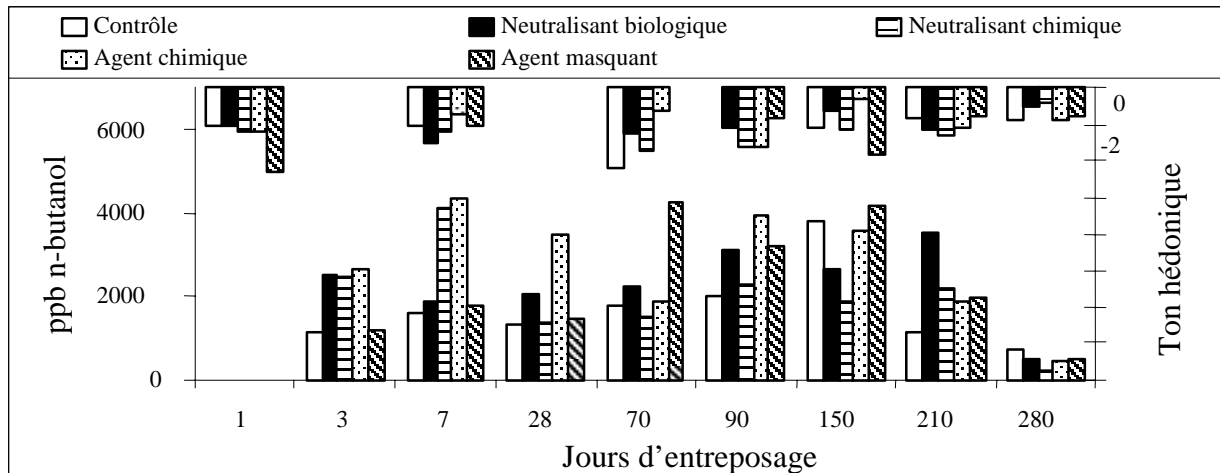 Contrôle
Neutralisant biologique
Neutralisant chimique
Agent chimique
Agent masquant
ppb n-butanol
6000
4000
2000
0
0
-2
Ton hédonique
1 3 7 28 70 90 150 210 280
Jours d’entreposage